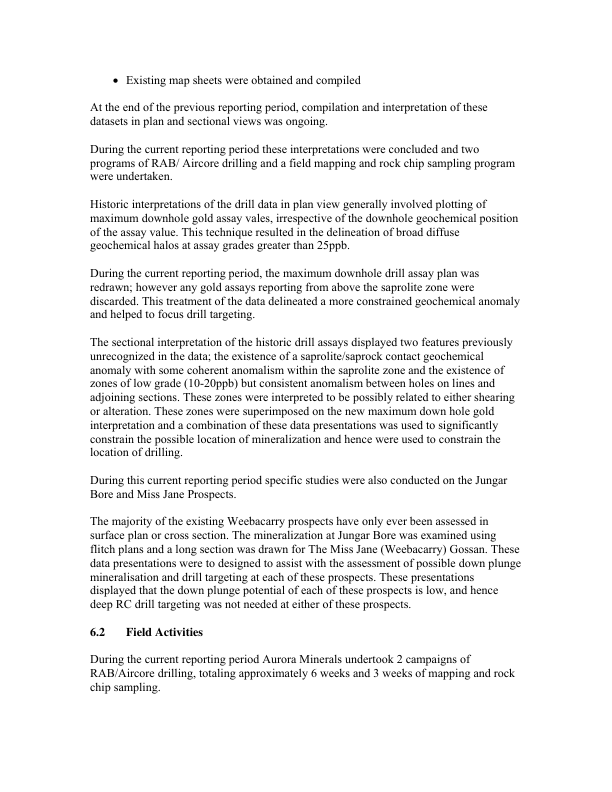 • Existing map sheets were obtained and compiled
At the end of the previous reporting period, compilation and interpretation of these
datasets in plan and sectional views was ongoing.
During the current reporting period these interpretations were concluded and two
programs of RAB/ Aircore drilling and a field mapping and rock chip sampling program
were undertaken.
Historic interpretations of the drill data in plan view generally involved plotting of
maximum downhole gold assay vales, irrespective of the downhole geochemical position
of the assay value. This technique resulted in the delineation of broad diffuse
geochemical halos at assay grades greater than 25ppb.
During the current reporting period, the maximum downhole drill assay plan was
redrawn; however any gold assays reporting from above the saprolite zone were
discarded. This treatment of the data delineated a more constrained geochemical anomaly
and helped to focus drill targeting.
The sectional interpretation of the historic drill assays displayed two features previously
unrecognized in the data; the existence of a saprolite/saprock contact geochemical
anomaly with some coherent anomalism within the saprolite zone and the existence of
zones of low grade (10-20ppb) but consistent anomalism between holes on lines and
adjoining sections. These zones were interpreted to be possibly related to either shearing
or alteration. These zones were superimposed on the new maximum down hole gold
interpretation and a combination of these data presentations was used to significantly
constrain the possible location of mineralization and hence were used to constrain the
location of drilling.
During this current reporting period specific studies were also conducted on the Jungar
Bore and Miss Jane Prospects.
The majority of the existing Weebacarry prospects have only ever been assessed in
surface plan or cross section. The mineralization at Jungar Bore was examined using
flitch plans and a long section was drawn for The Miss Jane (Weebacarry) Gossan. These
data presentations were to designed to assist with the assessment of possible down plunge
mineralisation and drill targeting at each of these prospects. These presentations
displayed that the down plunge potential of each of these prospects is low, and hence
deep RC drill targeting was not needed at either of these prospects.
6.2 Field Activities
During the current reporting period Aurora Minerals undertook 2 campaigns of
RAB/Aircore drilling, totaling approximately 6 weeks and 3 weeks of mapping and rock
chip sampling.